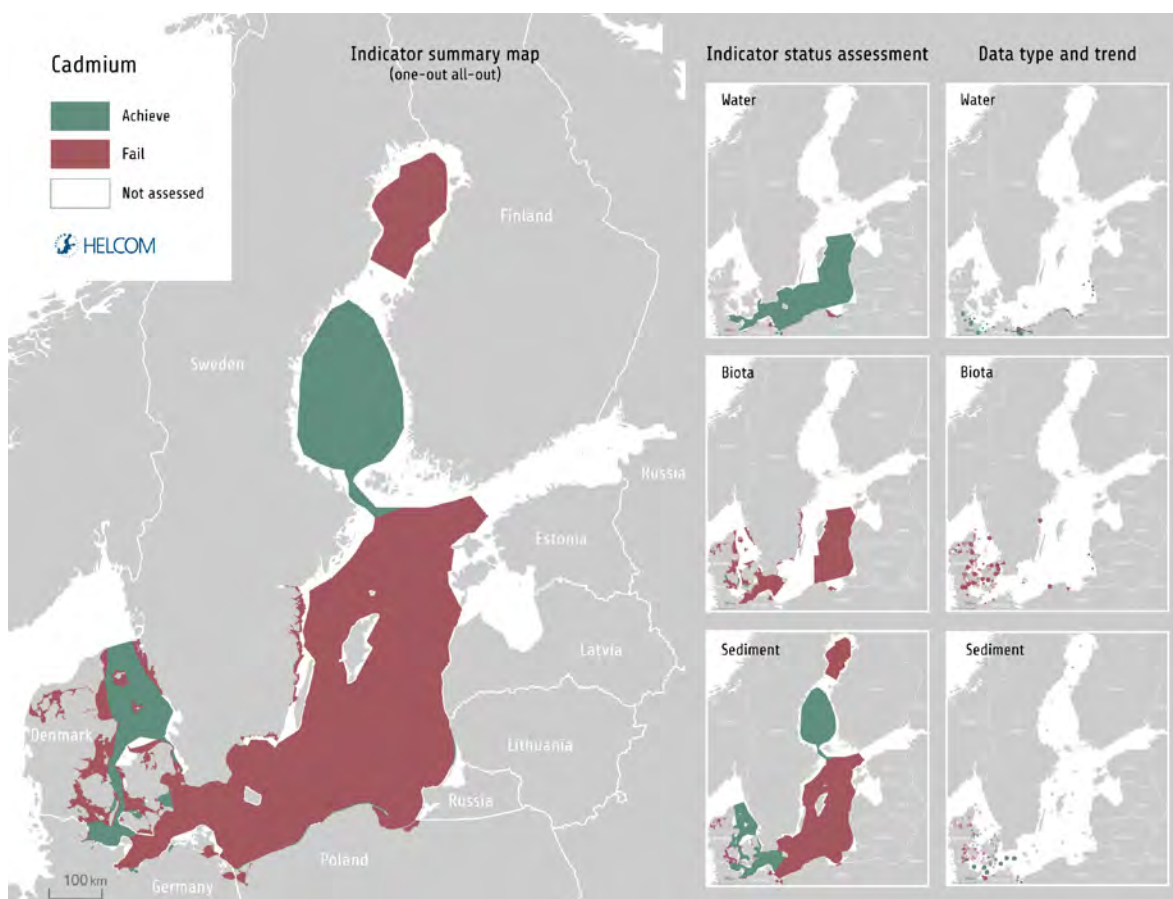 Cadmium
Achieve
Fail
Not assessed
HELCOM
Indicator summary map
(one-out all-out)
Indicator status assessment
Data type and trend
Water
Water
Finland
Sweden
Biota
Biota
Russia
Estonia
Latvia
Sediment
Sediment
Denmark
Lithuania
Russia
Poland
Germany
100 km